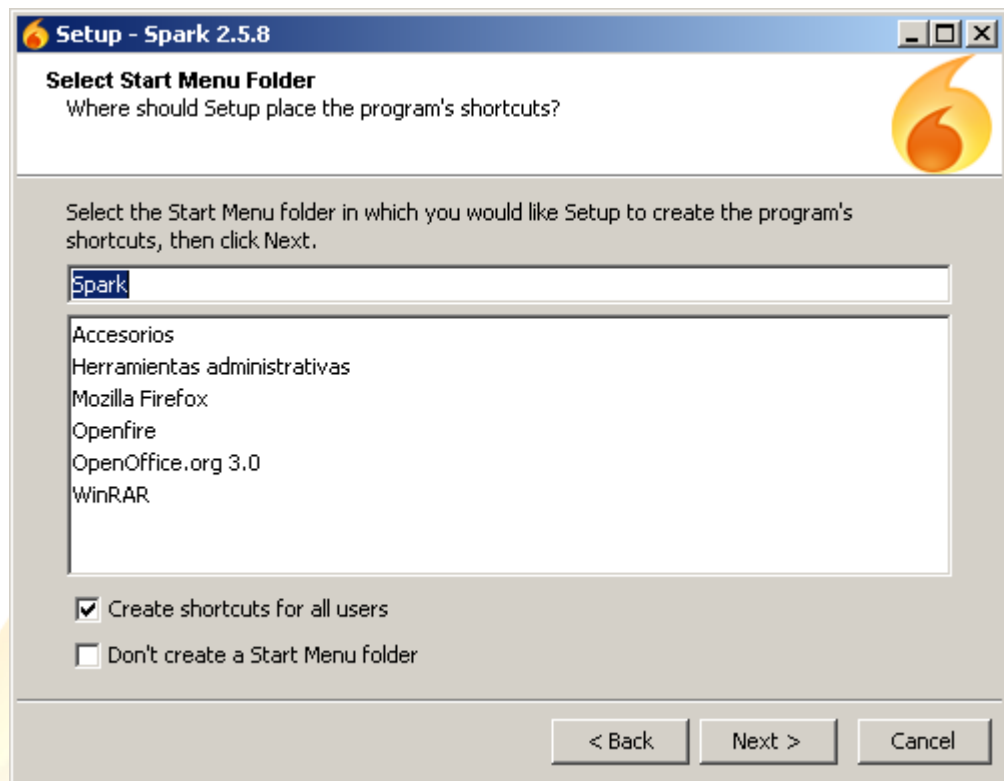 Setup - Spark 2.5.8
Select Start Menu Folder
Where should Setup place the program's shortcuts?
Select the Start Menu folder in which you would like Setup to create the program's
shortcuts, then click Next.
Spark
Accesorios
Herramientas administrativas
Mozilla Firefox
Openfire
OpenOffice.org 3.0
WinRAR
Create shortcuts for all users
Don't create a Start Menu folder
< Back Next > Cancel